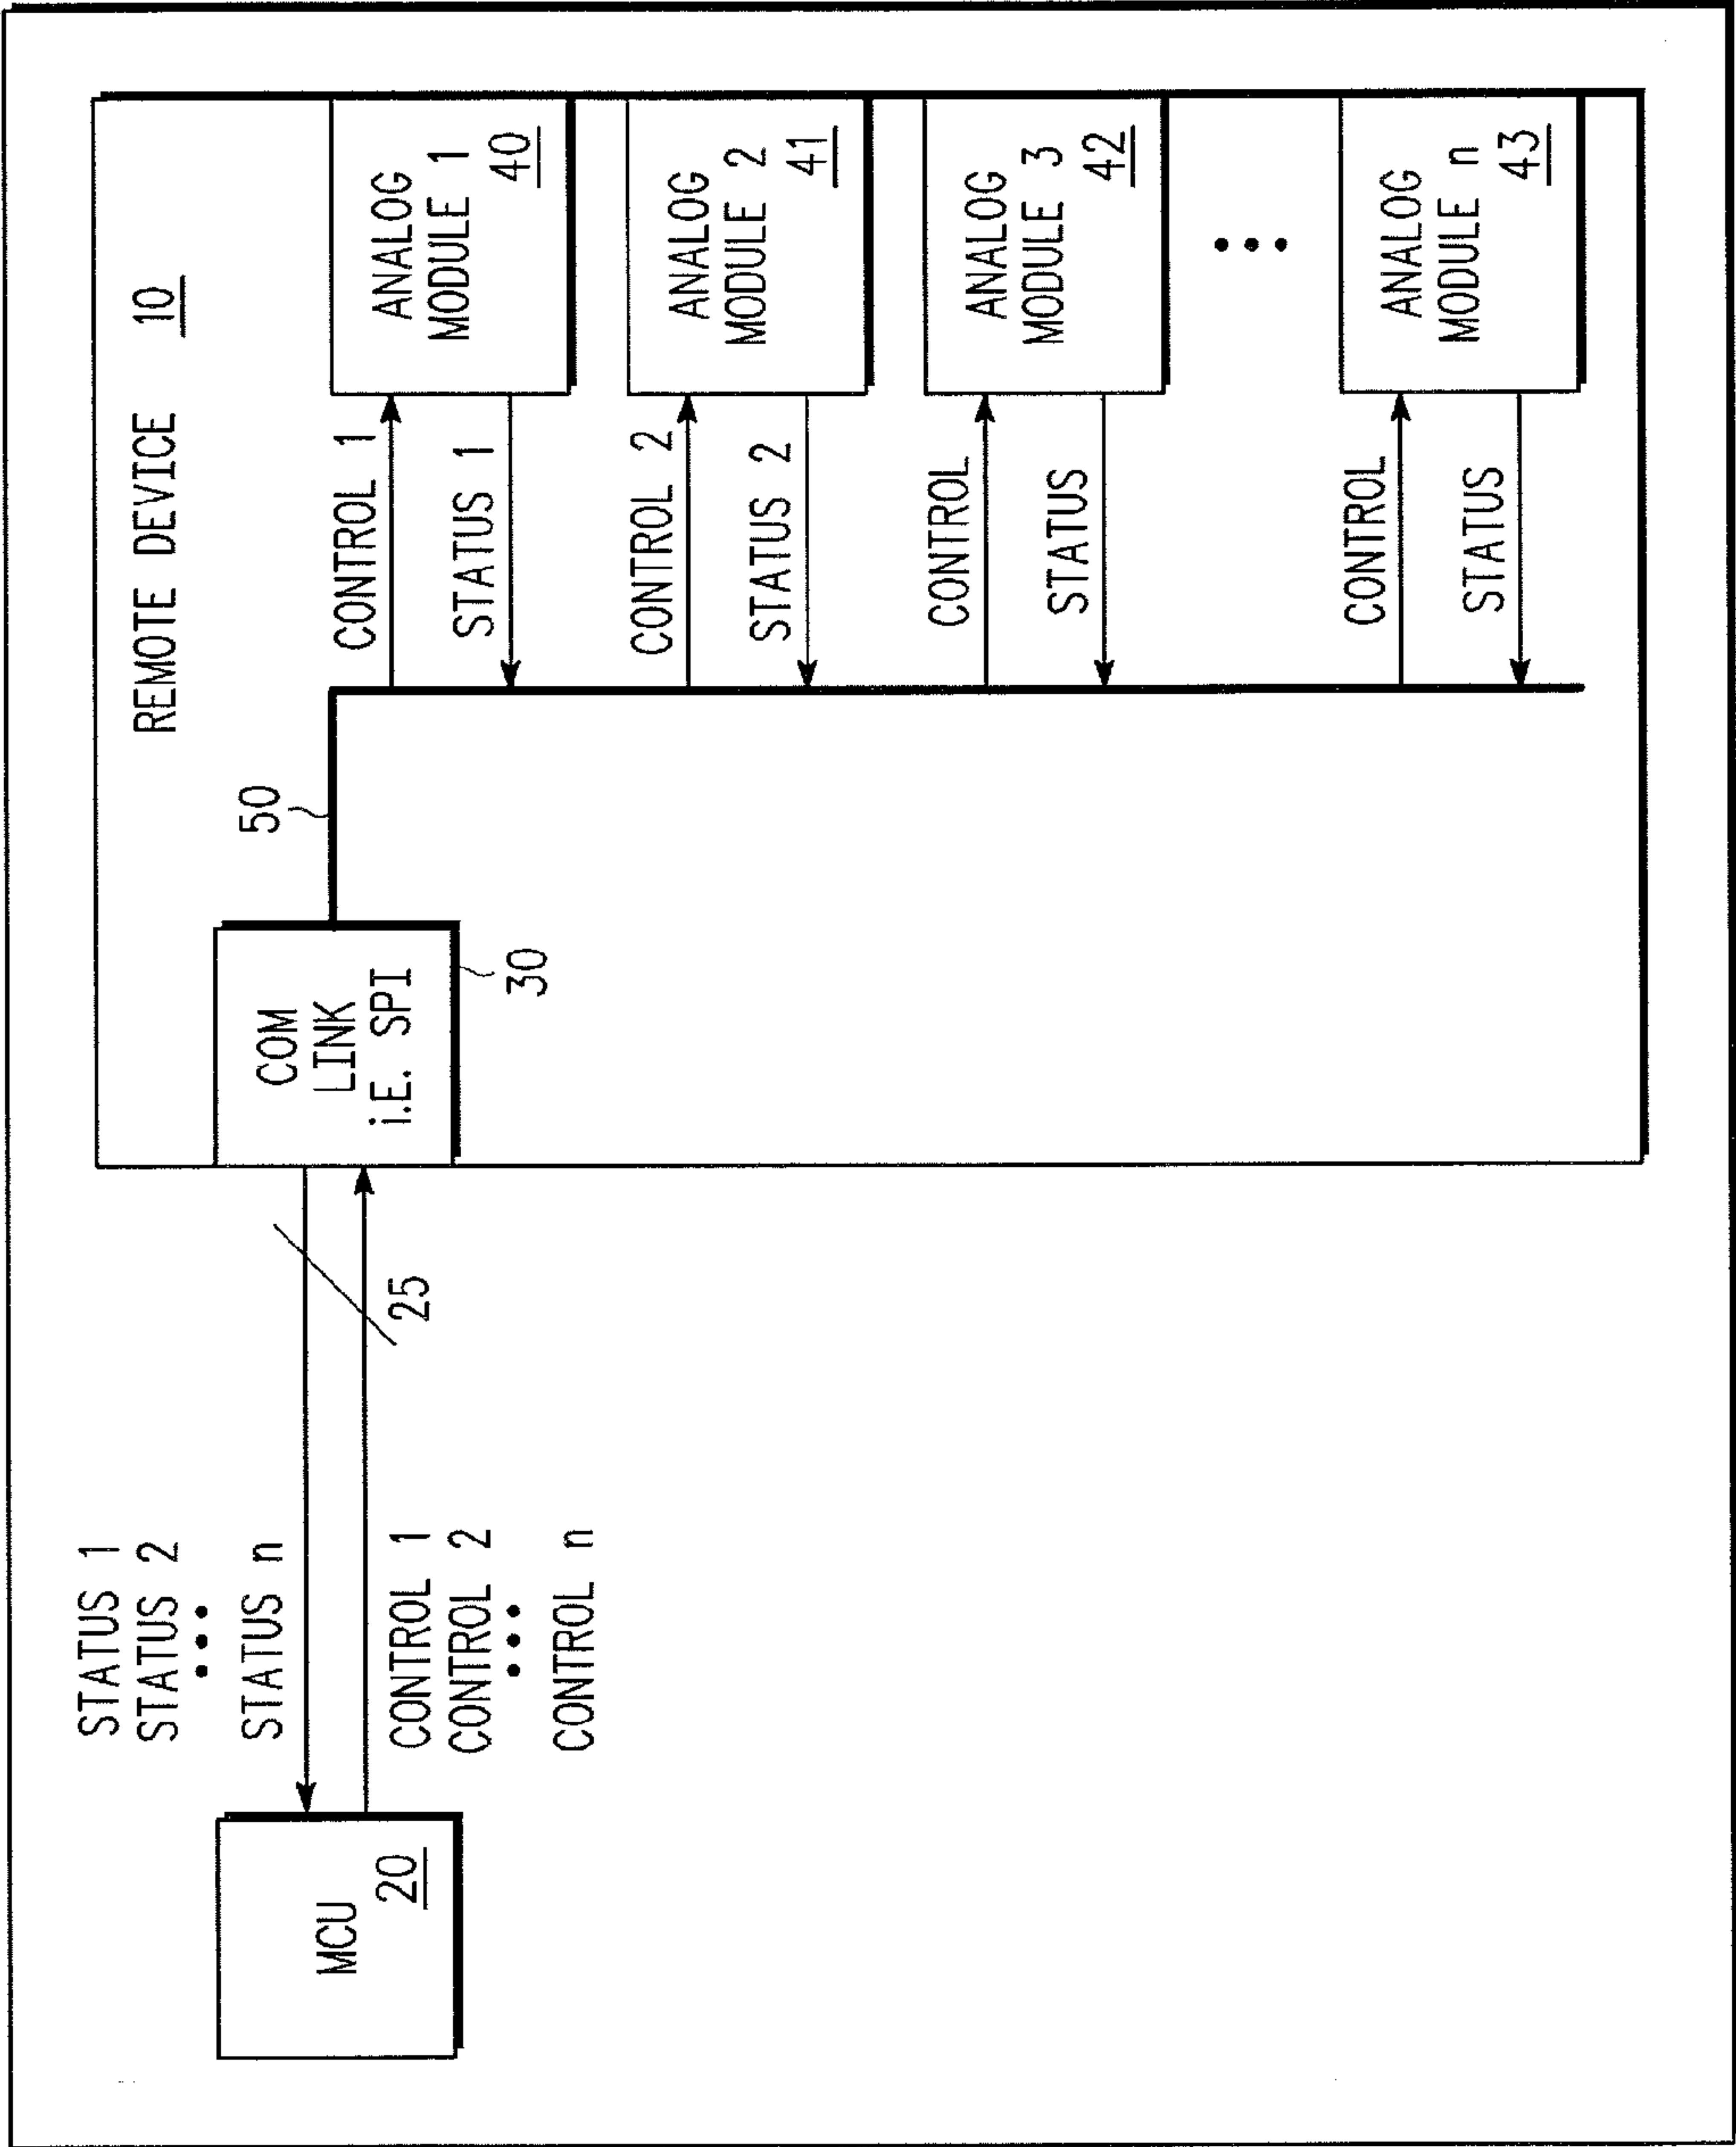 REMOTE DEVICE 10
STATUS 1
STATUS 2
STATUS n
CONTROL 1
CONTROL 2
CONTROL n
25
MCU
20
COM
LINK
i.E. SPI
30
50
CONTROL 1
STATUS 1
ANALOG
MODULE 1
40
CONTROL 2
STATUS 2
ANALOG
MODULE 2
41
CONTROL
STATUS
ANALOG
MODULE 3
42
CONTROL
STATUS
ANALOG
MODULE n
43